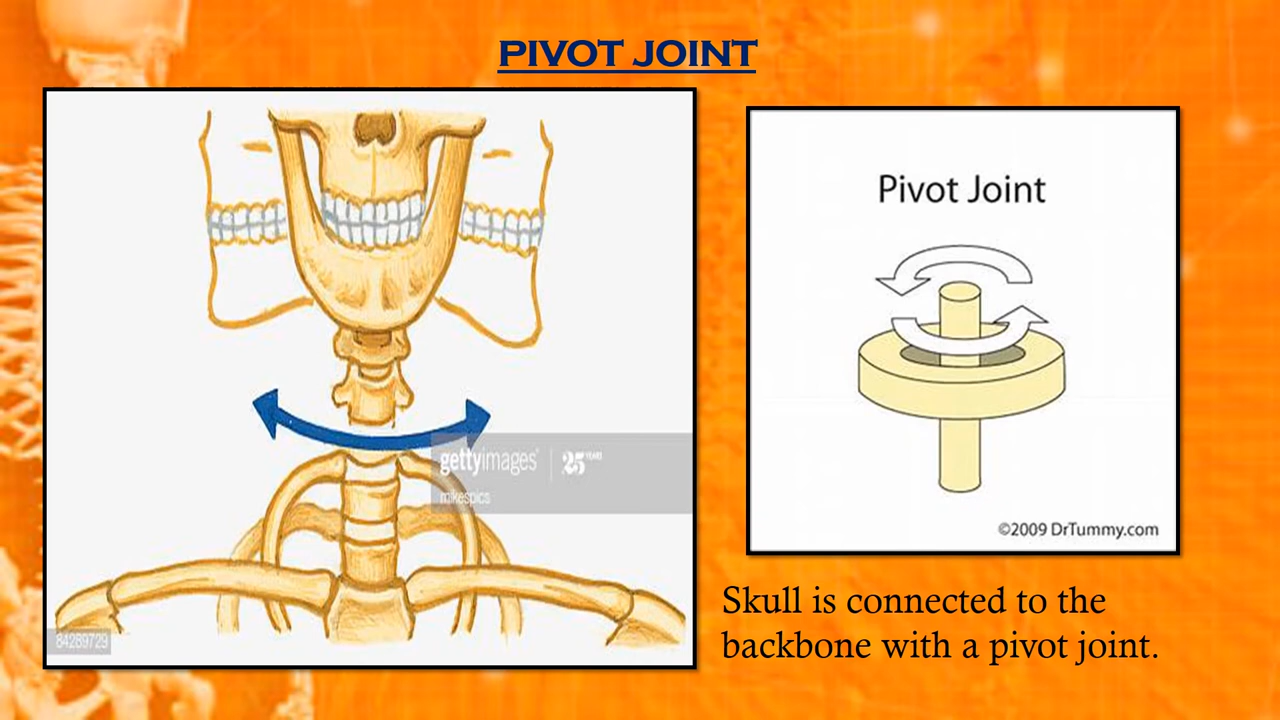 PIVOT JOINT
gettyimages® | 25 YEARS
mikespics
84289729
Pivot Joint
©2009 DrTummy.com
Skull is connected to the
backbone with a pivot joint.